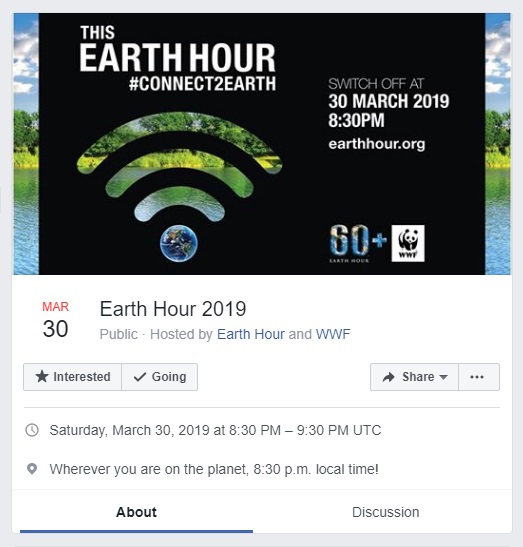 THIS
EARTH HOUR
#CONNECT2EARTH
SWITCH OFF AT
30 MARCH 2019
8:30PM
earthhour.org
60+
EARTH HOUR
WWF
MAR
30
Earth Hour 2019
Public · Hosted by Earth Hour and WWF
Interested
Going
Share
Saturday, March 30, 2019 at 8:30 PM – 9:30 PM UTC
Wherever you are on the planet, 8:30 p.m. local time!
About
Discussion